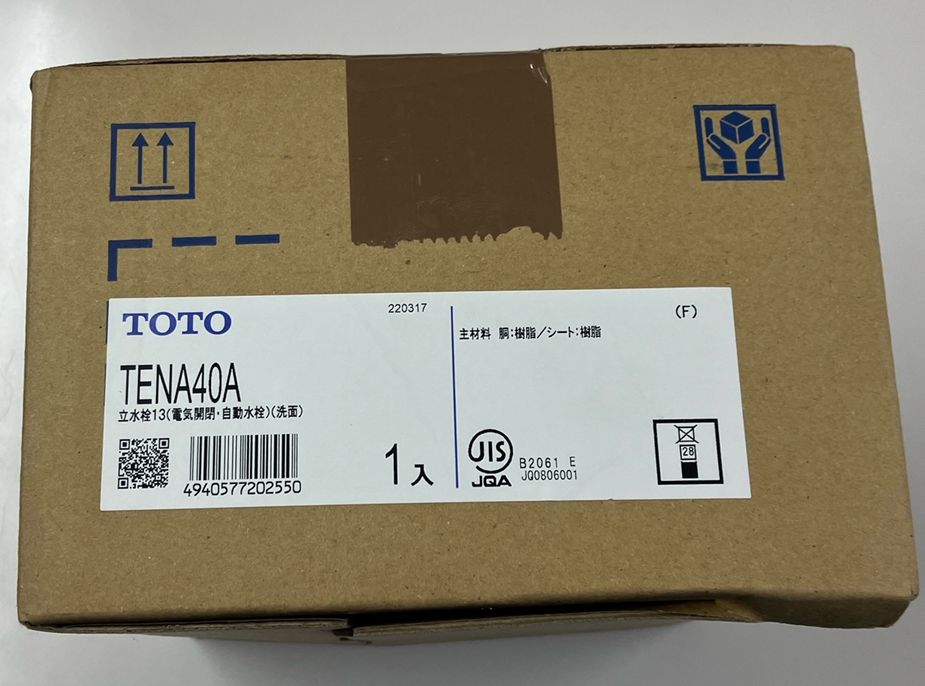 TOTO
220317
TENA40A
立水栓13(電気開閉・自動水栓)(洗面)
4940577202550
1入
(F)
主材料 胴:樹脂/シート:樹脂
JIS
JQA
B2061 E
JQ0806001
28